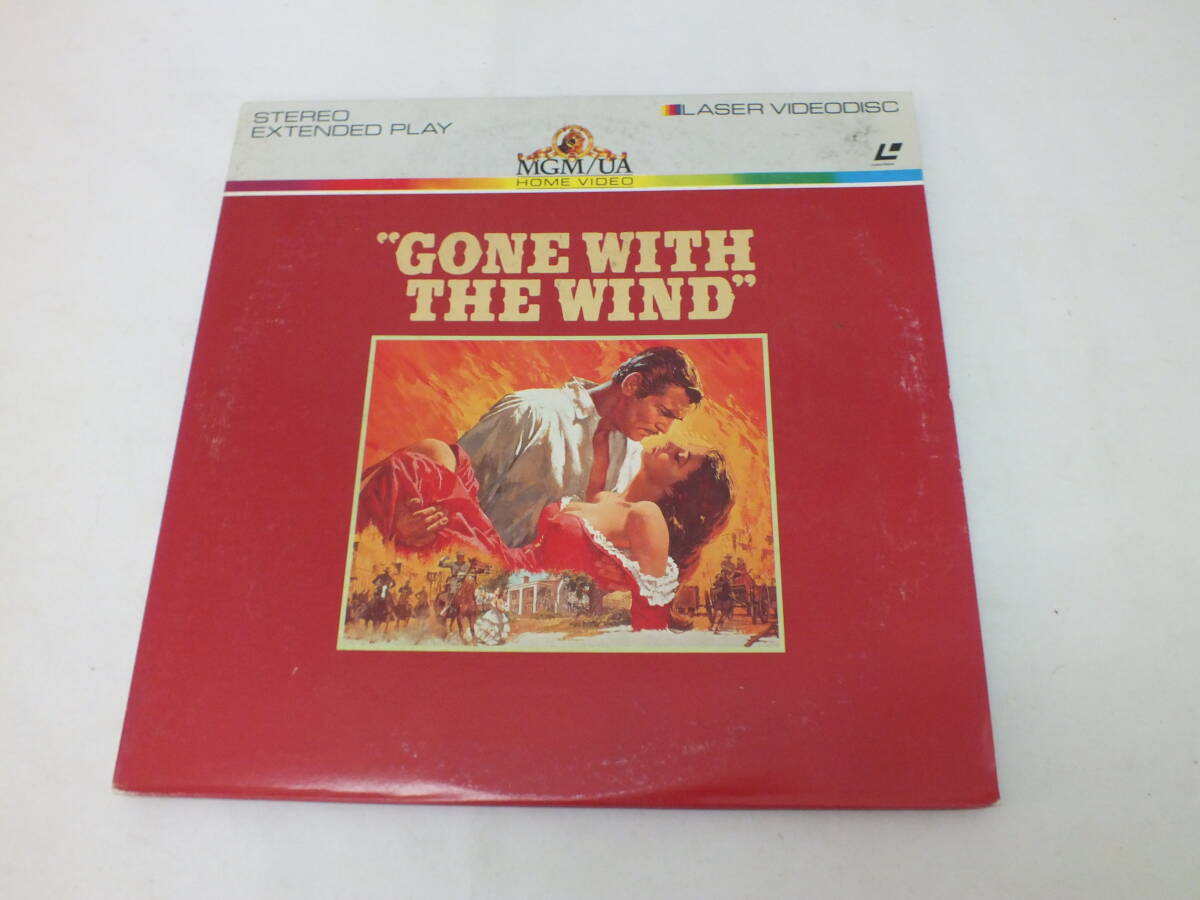 STEREO
EXTENDED PLAY
LASER VIDEODISC
MGM/UA
HOME VIDEO
"GONE WITH
THE WIND"